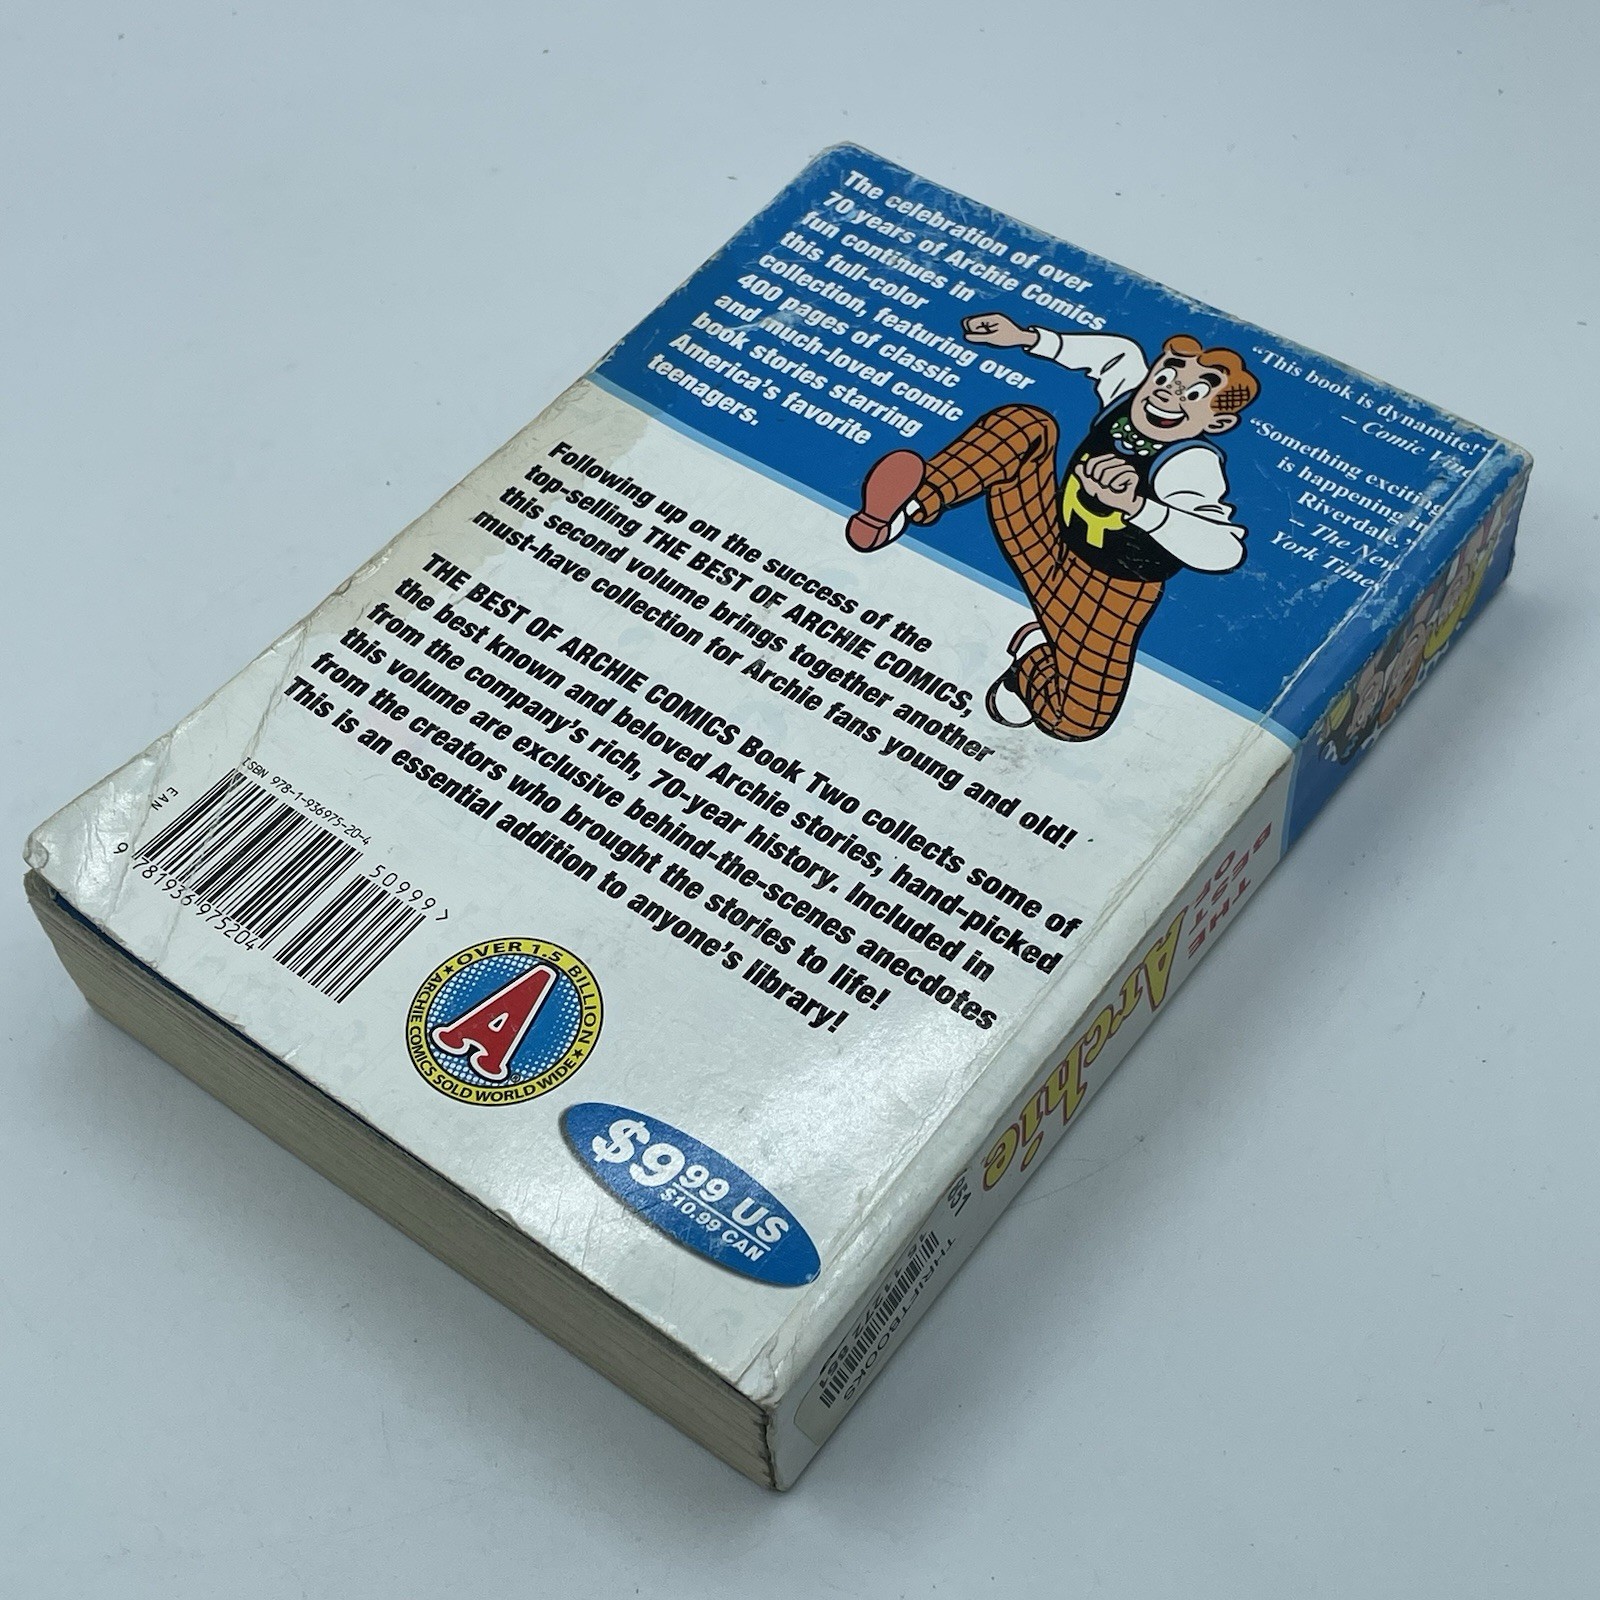 The celebration of over
70 years of Archie Comics
fun continues in
this full-color
collection, featuring over
400 pages of classic
and much-loved comic
book stories starring
America's favorite
teenagers.
"This book is dynamite!"
— Comic Vine
"Something exciting
is happening in
Riverdale."
— The New
York Times
Following up on the success of the
top-selling THE BEST OF ARCHIE COMICS,
this second volume brings together another
must-have collection for Archie fans young and old!
THE BEST OF ARCHIE COMICS Book Two collects some of
the best known and beloved Archie stories, hand-picked
from the company's rich, 70-year history. Included in
this volume are exclusive behind-the-scenes anecdotes
from the creators who brought the stories to life!
This is an essential addition to anyone's library!
ISBN 978-1-936975-20-4
EAN
50999>
9 781936 975204
★ OVER 1.5 BILLION ★
A®
ARCHIE COMICS SOLD WORLD WIDE
$9.99 US
$10.99 CAN
THE
BEST
OF
Archie
THRIFTBOOKS